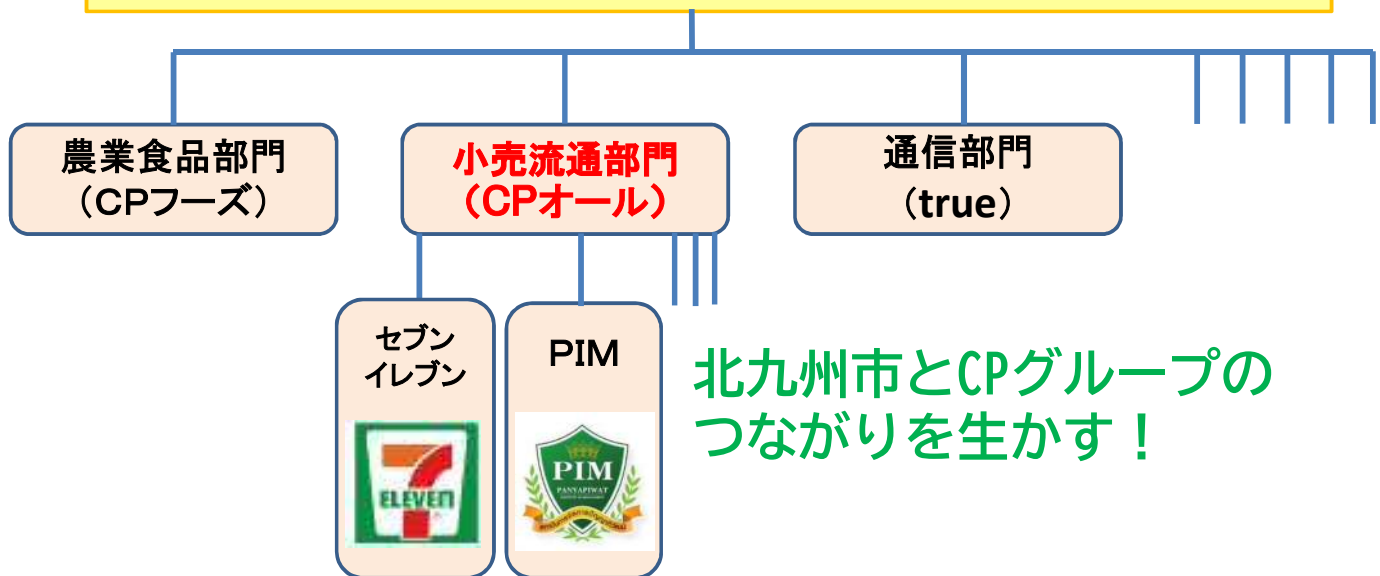 農業食品部門
（CPフーズ）
小売流通部門
（CPオール）
通信部門
（true）
セブン
イレブン
PIM
北九州市とCPグループの
つながりを生かす！
7
ELEVEn
PIM
PANYAPIWAT